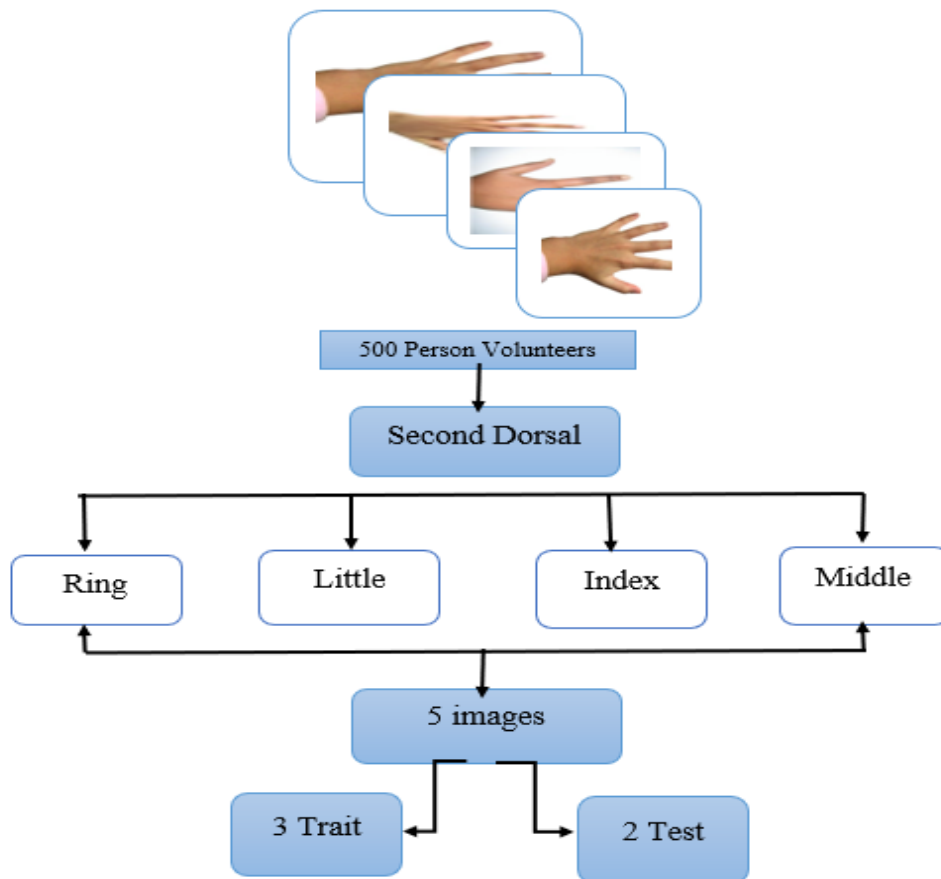 500 Person Volunteers
Second Dorsal
Ring
Little
Index
Middle
5 images
3 Trait
2 Test